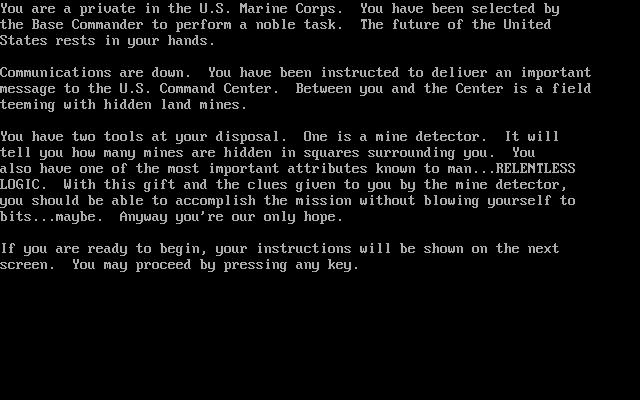 You are a private in the U.S. Marine Corps.  You have been selected by
the Base Commander to perform a noble task.  The future of the United
States rests in your hands.

Communications are down.  You have been instructed to deliver an important
message to the U.S. Command Center.  Between you and the Center is a field
teeming with hidden land mines.

You have two tools at your disposal.  One is a mine detector.  It will
tell you how many mines are hidden in squares surrounding you.  You
also have one of the most important attributes known to man...RELENTLESS
LOGIC.  With this gift and the clues given to you by the mine detector,
you should be able to accomplish the mission without blowing yourself to
bits...maybe.  Anyway you're our only hope.

If you are ready to begin, your instructions will be shown on the next
screen.  You may proceed by pressing any key.